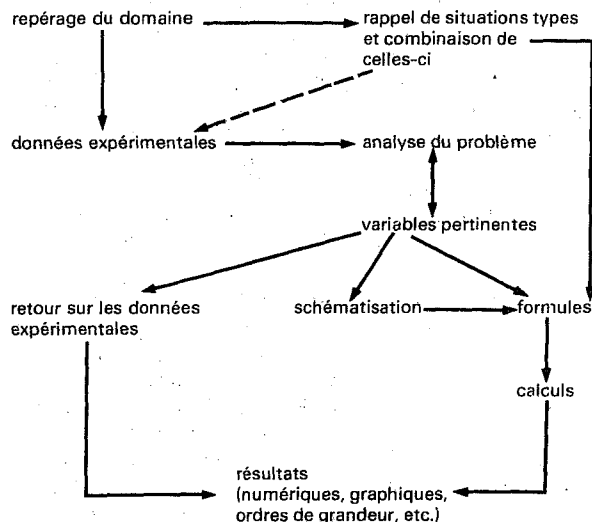 repérage du domaine
rappel de situations types
et combinaison de
celles-ci
données expérimentales
analyse du problème
variables pertinentes
retour sur les données
expérimentales
schématisation
formules
calculs
résultats
(numériques, graphiques,
ordres de grandeur, etc.)